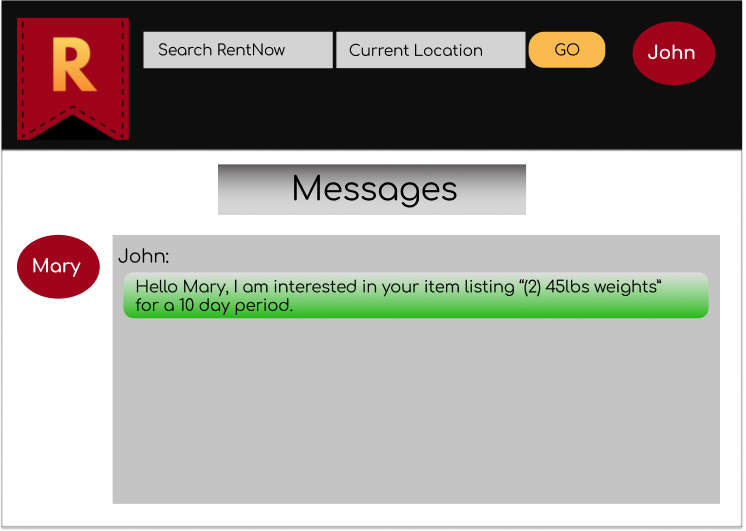 R
Search RentNow
Current Location
GO
John
Messages
Mary
John:
Hello Mary, I am interested in your item listing “(2) 45lbs weights”
for a 10 day period.